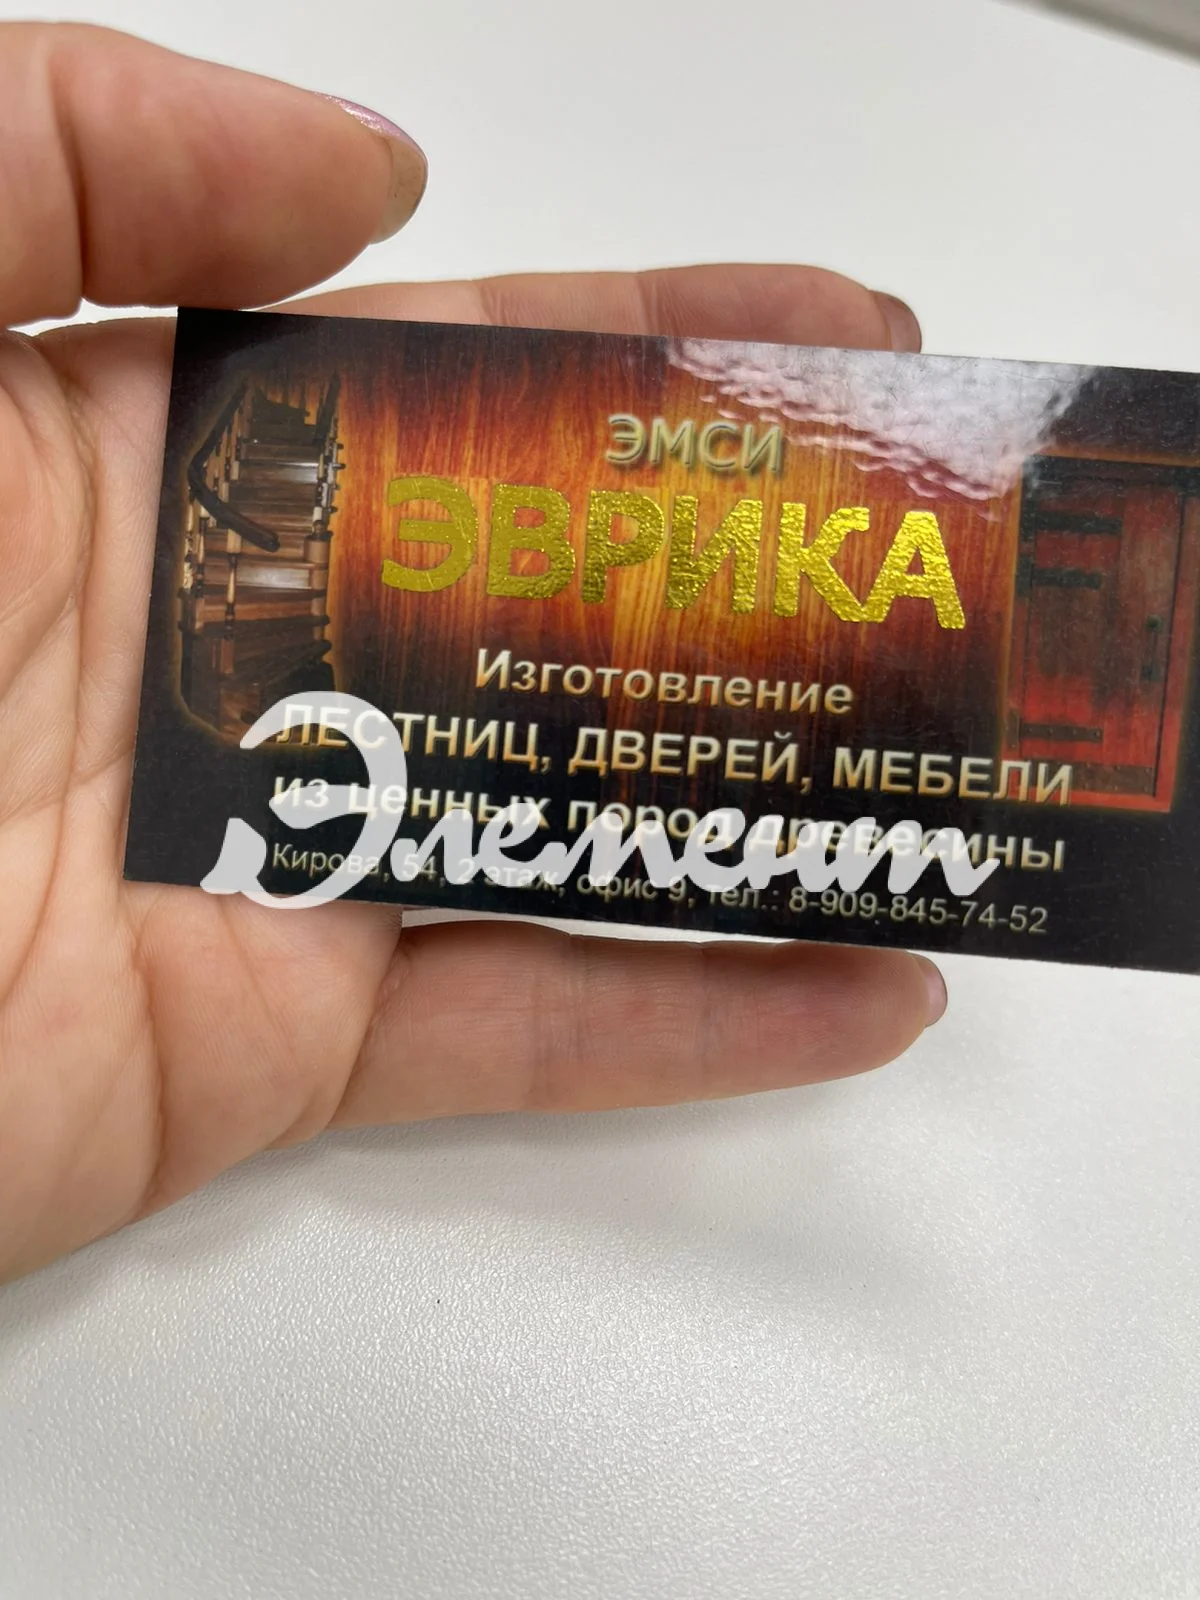 ЭМСИ
ЭВРИКА
Изготовление
ЛЕСТНИЦ, ДВЕРЕЙ, МЕБЕЛИ
из ценных пород древесины
Кирова, 54, 2 этаж, офис 9, тел.: 8-909-845-74-52
Элемент